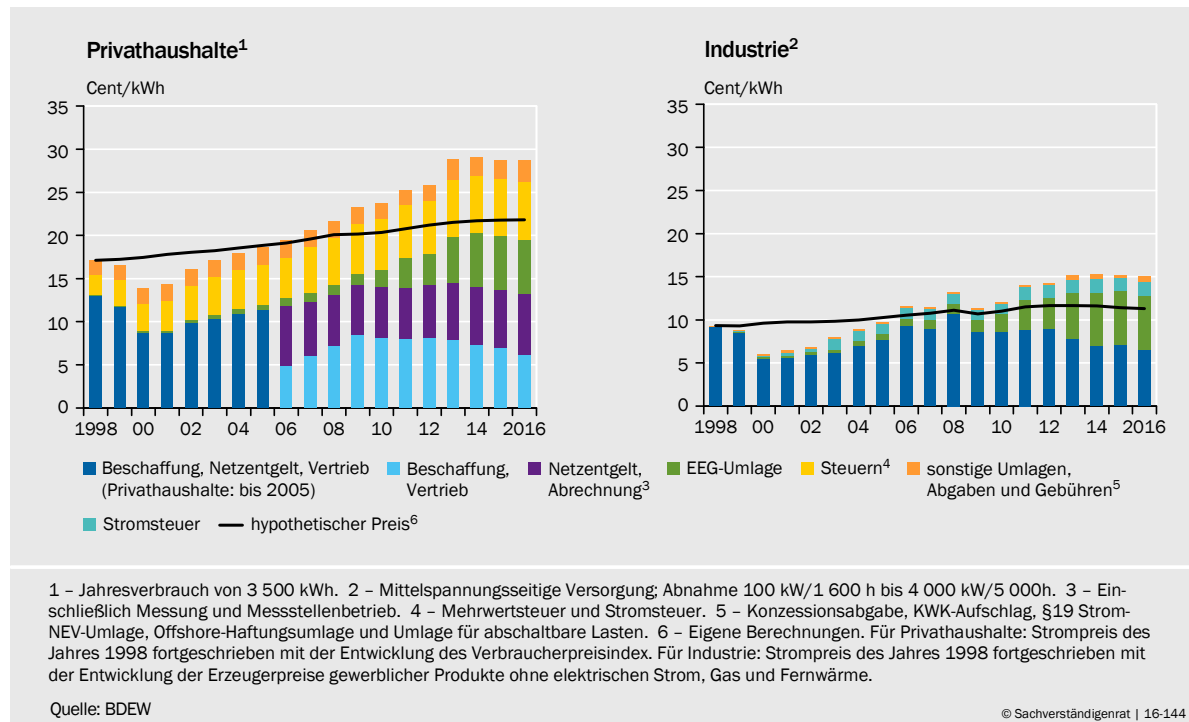 Privathaushalte1
Cent/kWh
35
30
25
20
15
10
5
0
1998 00 02 04 06 08 10 12 14 2016
Industrie2
Cent/kWh
35
30
25
20
15
10
5
0
1998 00 02 04 06 08 10 12 14 2016
Beschaffung, Netzentgelt, Vertrieb
(Privathaushalte: bis 2005)
Beschaffung,
Vertrieb
Netzentgelt,
Abrechnung3
EEG-Umlage
Steuern4
sonstige Umlagen,
Abgaben und Gebühren5
Stromsteuer
hypothetischer Preis6
1 – Jahresverbrauch von 3 500 kWh. 2 – Mittelspannungsseitige Versorgung; Abnahme 100 kW/1 600 h bis 4 000 kW/5 000h. 3 – Ein-
schließlich Messung und Messstellenbetrieb. 4 – Mehrwertsteuer und Stromsteuer. 5 – Konzessionsabgabe, KWK-Aufschlag, §19 Strom-
NEV-Umlage, Offshore-Haftungsumlage und Umlage für abschaltbare Lasten. 6 – Eigene Berechnungen. Für Privathaushalte: Strompreis des
Jahres 1998 fortgeschrieben mit der Entwicklung des Verbraucherpreisindex. Für Industrie: Strompreis des Jahres 1998 fortgeschrieben mit
der Entwicklung der Erzeugerpreise gewerblicher Produkte ohne elektrischen Strom, Gas und Fernwärme.
Quelle: BDEW
© Sachverständigenrat | 16-144